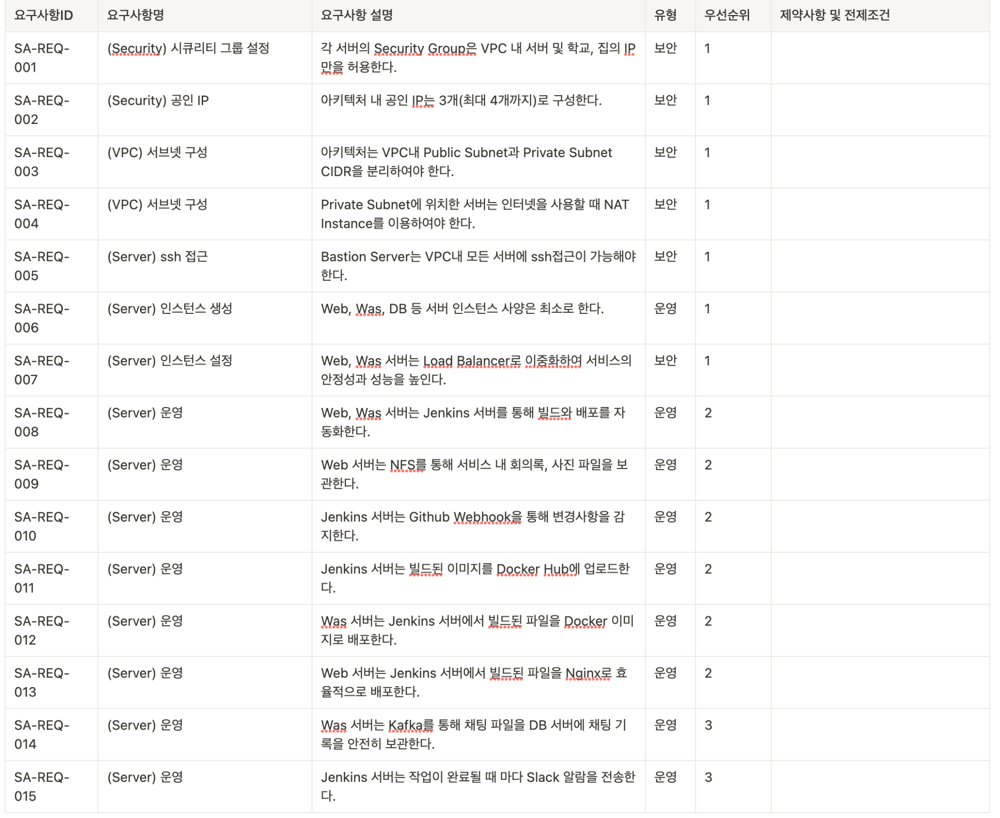 요구사항ID 요구사항명 요구사항 설명 유형 우선순위 제약사항 및 전제조건
SA-REQ-001 (Security) 시큐리티 그룹 설정 각 서버의 Security Group은 VPC 내 서버 및 학교, 집의 IP만을 허용한다. 보안 1
SA-REQ-002 (Security) 공인 IP 아키텍처 내 공인 IP는 3개(최대 4개까지)로 구성한다. 보안 1
SA-REQ-003 (VPC) 서브넷 구성 아키텍처는 VPC내 Public Subnet과 Private Subnet CIDR을 분리하여야 한다. 보안 1
SA-REQ-004 (VPC) 서브넷 구성 Private Subnet에 위치한 서버는 인터넷을 사용할 때 NAT Instance를 이용하여야 한다. 보안 1
SA-REQ-005 (Server) ssh 접근 Bastion Server는 VPC내 모든 서버에 ssh접근이 가능해야 한다. 보안 1
SA-REQ-006 (Server) 인스턴스 생성 Web, Was, DB 등 서버 인스턴스 사양은 최소로 한다. 운영 1
SA-REQ-007 (Server) 인스턴스 설정 Web, Was 서버는 Load Balancer로 이중화하여 서비스의 안정성과 성능을 높인다. 보안 1
SA-REQ-008 (Server) 운영 Web, Was 서버는 Jenkins 서버를 통해 빌드와 배포를 자동화한다. 운영 2
SA-REQ-009 (Server) 운영 Web 서버는 NFS를 통해 서비스 내 회의록, 사진 파일을 보관한다. 운영 2
SA-REQ-010 (Server) 운영 Jenkins 서버는 Github Webhook을 통해 변경사항을 감지한다. 운영 2
SA-REQ-011 (Server) 운영 Jenkins 서버는 빌드된 이미지를 Docker Hub에 업로드한다. 운영 2
SA-REQ-012 (Server) 운영 Was 서버는 Jenkins 서버에서 빌드된 파일을 Docker 이미지로 배포한다. 운영 2
SA-REQ-013 (Server) 운영 Web 서버는 Jenkins 서버에서 빌드된 파일을 Nginx로 효율적으로 배포한다. 운영 2
SA-REQ-014 (Server) 운영 Was 서버는 Kafka를 통해 채팅 파일을 DB 서버에 채팅 기록을 안전히 보관한다. 운영 3
SA-REQ-015 (Server) 운영 Jenkins 서버는 작업이 완료될 때 마다 Slack 알람을 전송한다. 운영 3